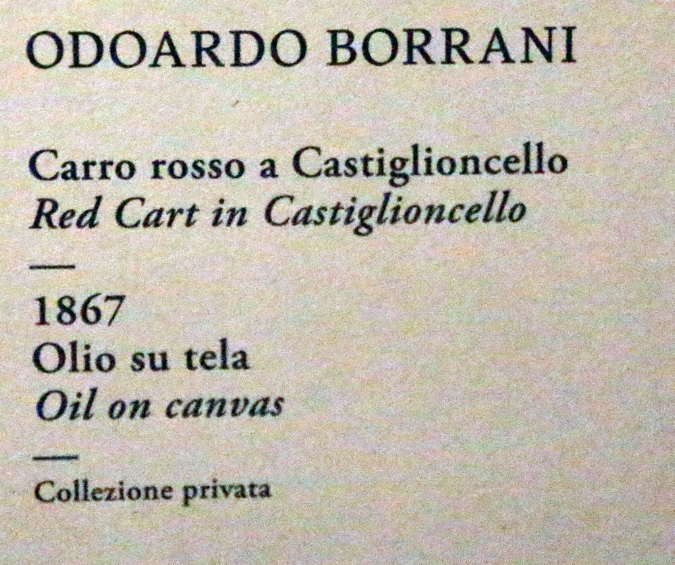 ODOARDO BORRANI
Carro rosso a Castiglioncello
Red Cart in Castiglioncello
1867
Olio su tela
Oil on canvas
Collezione privata